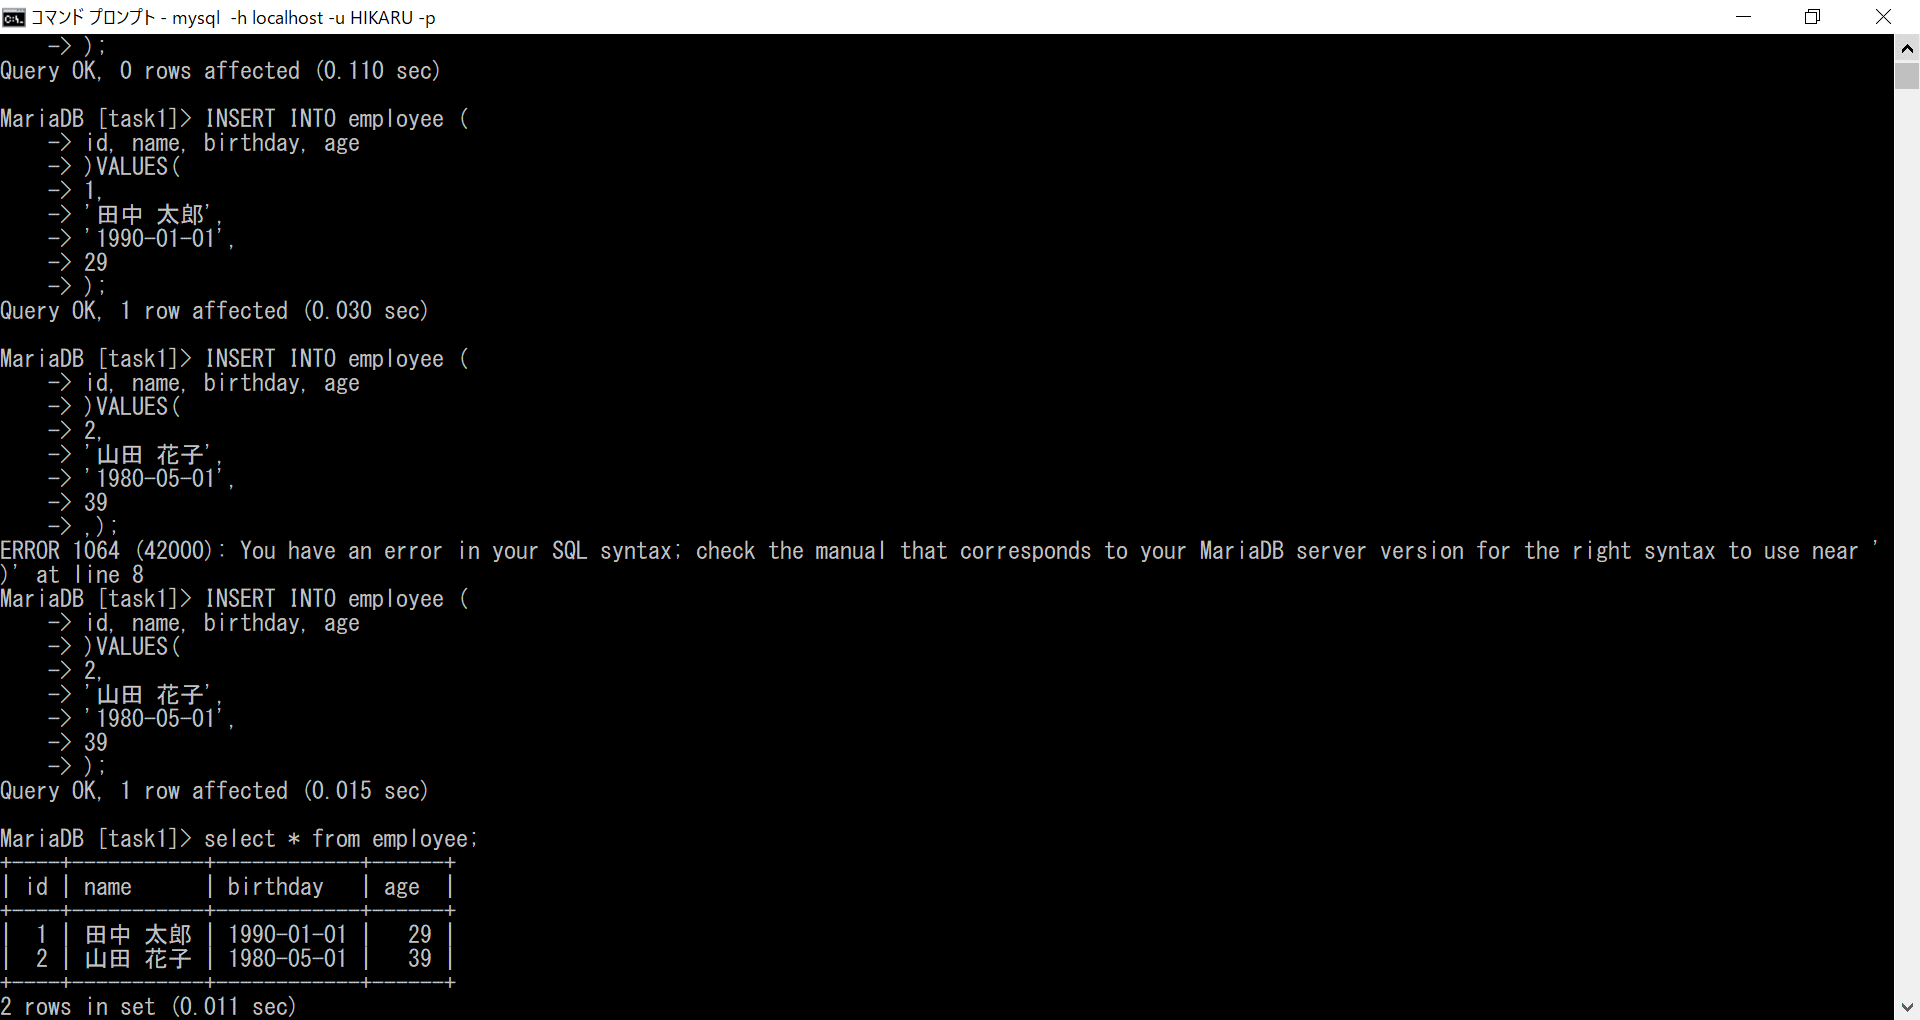 コマンド プロンプト - mysql  -h localhost -u HIKARU -p
    -> );
Query OK, 0 rows affected (0.110 sec)

MariaDB [task1]> INSERT INTO employee (
    -> id, name, birthday, age
    -> )VALUES(
    -> 1,
    -> '田中 太郎',
    -> '1990-01-01',
    -> 29
    -> );
Query OK, 1 row affected (0.030 sec)

MariaDB [task1]> INSERT INTO employee (
    -> id, name, birthday, age
    -> )VALUES(
    -> 2,
    -> '山田 花子',
    -> '1980-05-01',
    -> 39
    -> ,);
ERROR 1064 (42000): You have an error in your SQL syntax; check the manual that corresponds to your MariaDB server version for the right syntax to use near '
)' at line 8
MariaDB [task1]> INSERT INTO employee (
    -> id, name, birthday, age
    -> )VALUES(
    -> 2,
    -> '山田 花子',
    -> '1980-05-01',
    -> 39
    -> );
Query OK, 1 row affected (0.015 sec)

MariaDB [task1]> select * from employee;
+----+-----------+------------+------+
| id | name      | birthday   | age  |
+----+-----------+------------+------+
|  1 | 田中 太郎 | 1990-01-01 |   29 |
|  2 | 山田 花子 | 1980-05-01 |   39 |
+----+-----------+------------+------+
2 rows in set (0.011 sec)